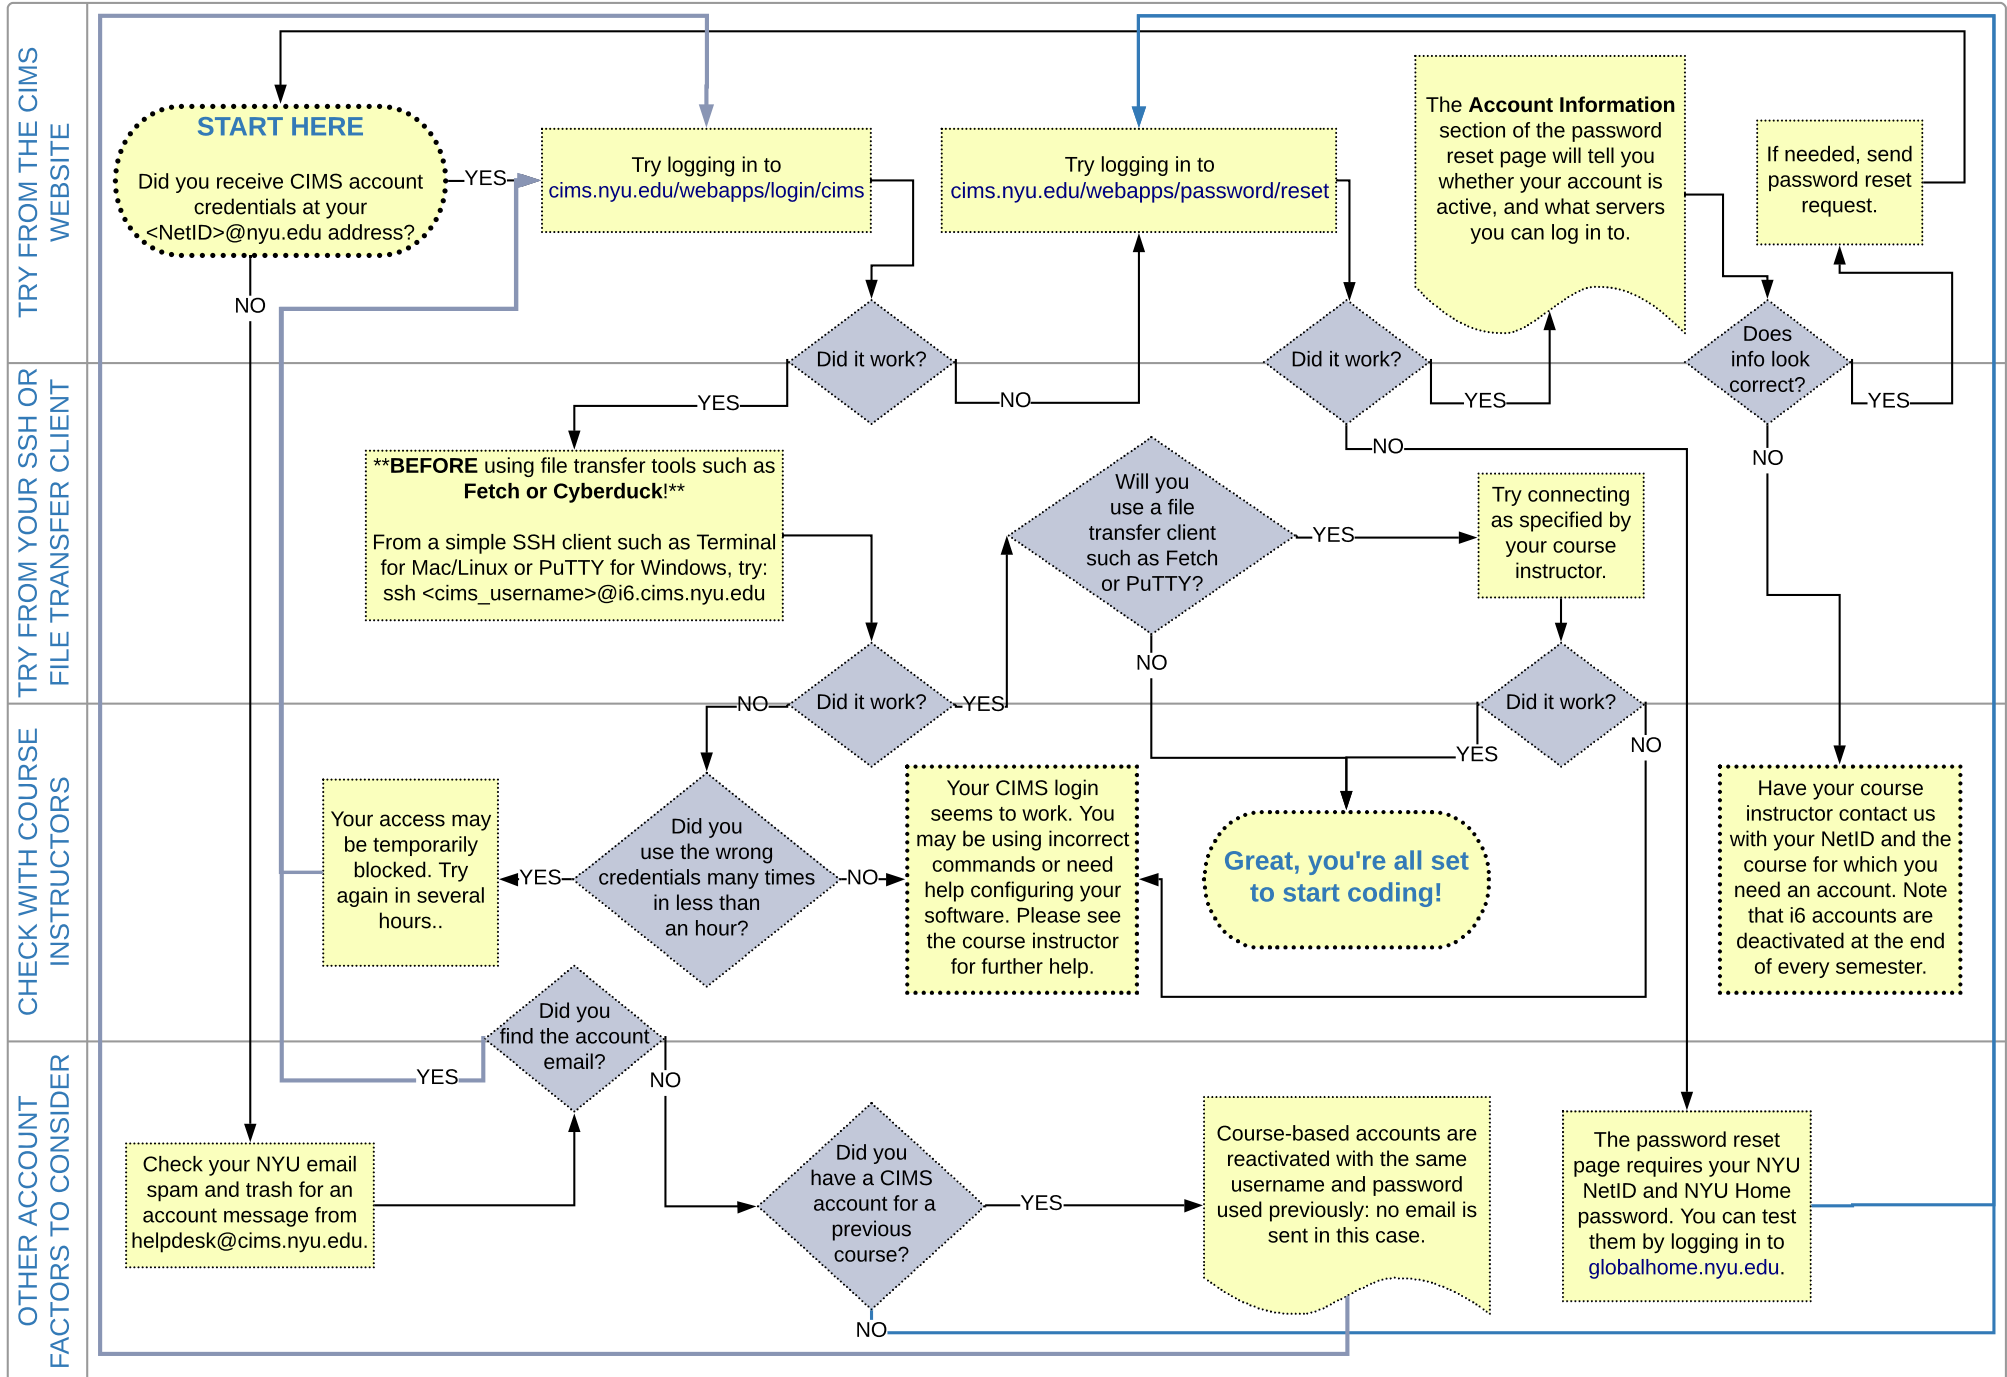 TRY FROM THE CIMS
WEBSITE
START HERE
Did you receive CIMS account
credentials at your
<NetID>@nyu.edu address?
YES
NO
Try logging in to
cims.nyu.edu/webapps/login/cims
Try logging in to
cims.nyu.edu/webapps/password/reset
The Account Information
section of the password
reset page will tell you
whether your account is
active, and what servers
you can log in to.
If needed, send
password reset
request.
Did it work?
YES
NO
Did it work?
YES
NO
Does
info look
correct?
YES
NO
TRY FROM YOUR SSH OR
FILE TRANSFER CLIENT
**BEFORE using file transfer tools such as
Fetch or Cyberduck!**
From a simple SSH client such as Terminal
for Mac/Linux or PuTTY for Windows, try:
ssh <cims_username>@i6.cims.nyu.edu
Will you
use a file
transfer client
such as Fetch
or PuTTY?
YES
NO
Try connecting
as specified by
your course
instructor.
Did it work?
NO
YES
Did it work?
YES
NO
CHECK WITH COURSE
INSTRUCTORS
Your access may
be temporarily
blocked. Try
again in several
hours..
YES
Did you
use the wrong
credentials many times
in less than
an hour?
NO
Your CIMS login
seems to work. You
may be using incorrect
commands or need
help configuring your
software. Please see
the course instructor
for further help.
Great, you're all set
to start coding!
Have your course
instructor contact us
with your NetID and the
course for which you
need an account. Note
that i6 accounts are
deactivated at the end
of every semester.
Did you
find the account
email?
YES
NO
OTHER ACCOUNT
FACTORS TO CONSIDER
Check your NYU email
spam and trash for an
account message from
helpdesk@cims.nyu.edu.
Did you
have a CIMS
account for a
previous
course?
YES
NO
Course-based accounts are
reactivated with the same
username and password
used previously: no email is
sent in this case.
The password reset
page requires your NYU
NetID and NYU Home
password. You can test
them by logging in to
globalhome.nyu.edu.